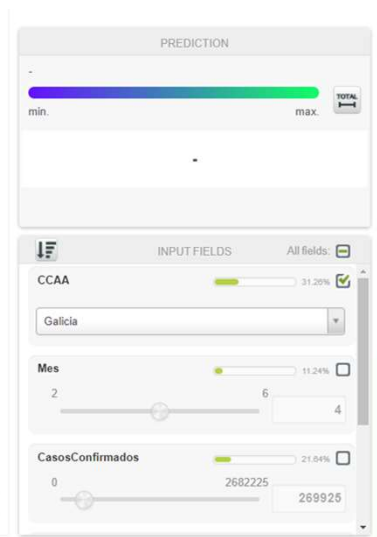 PREDICTION
-
TOTAL
min. max.
-
INPUT FIELDS All fields:
CCAA 31.26%
Galicia
Mes 11.24%
2 6
4
CasosConfirmados 21.64%
0 2682225
269925